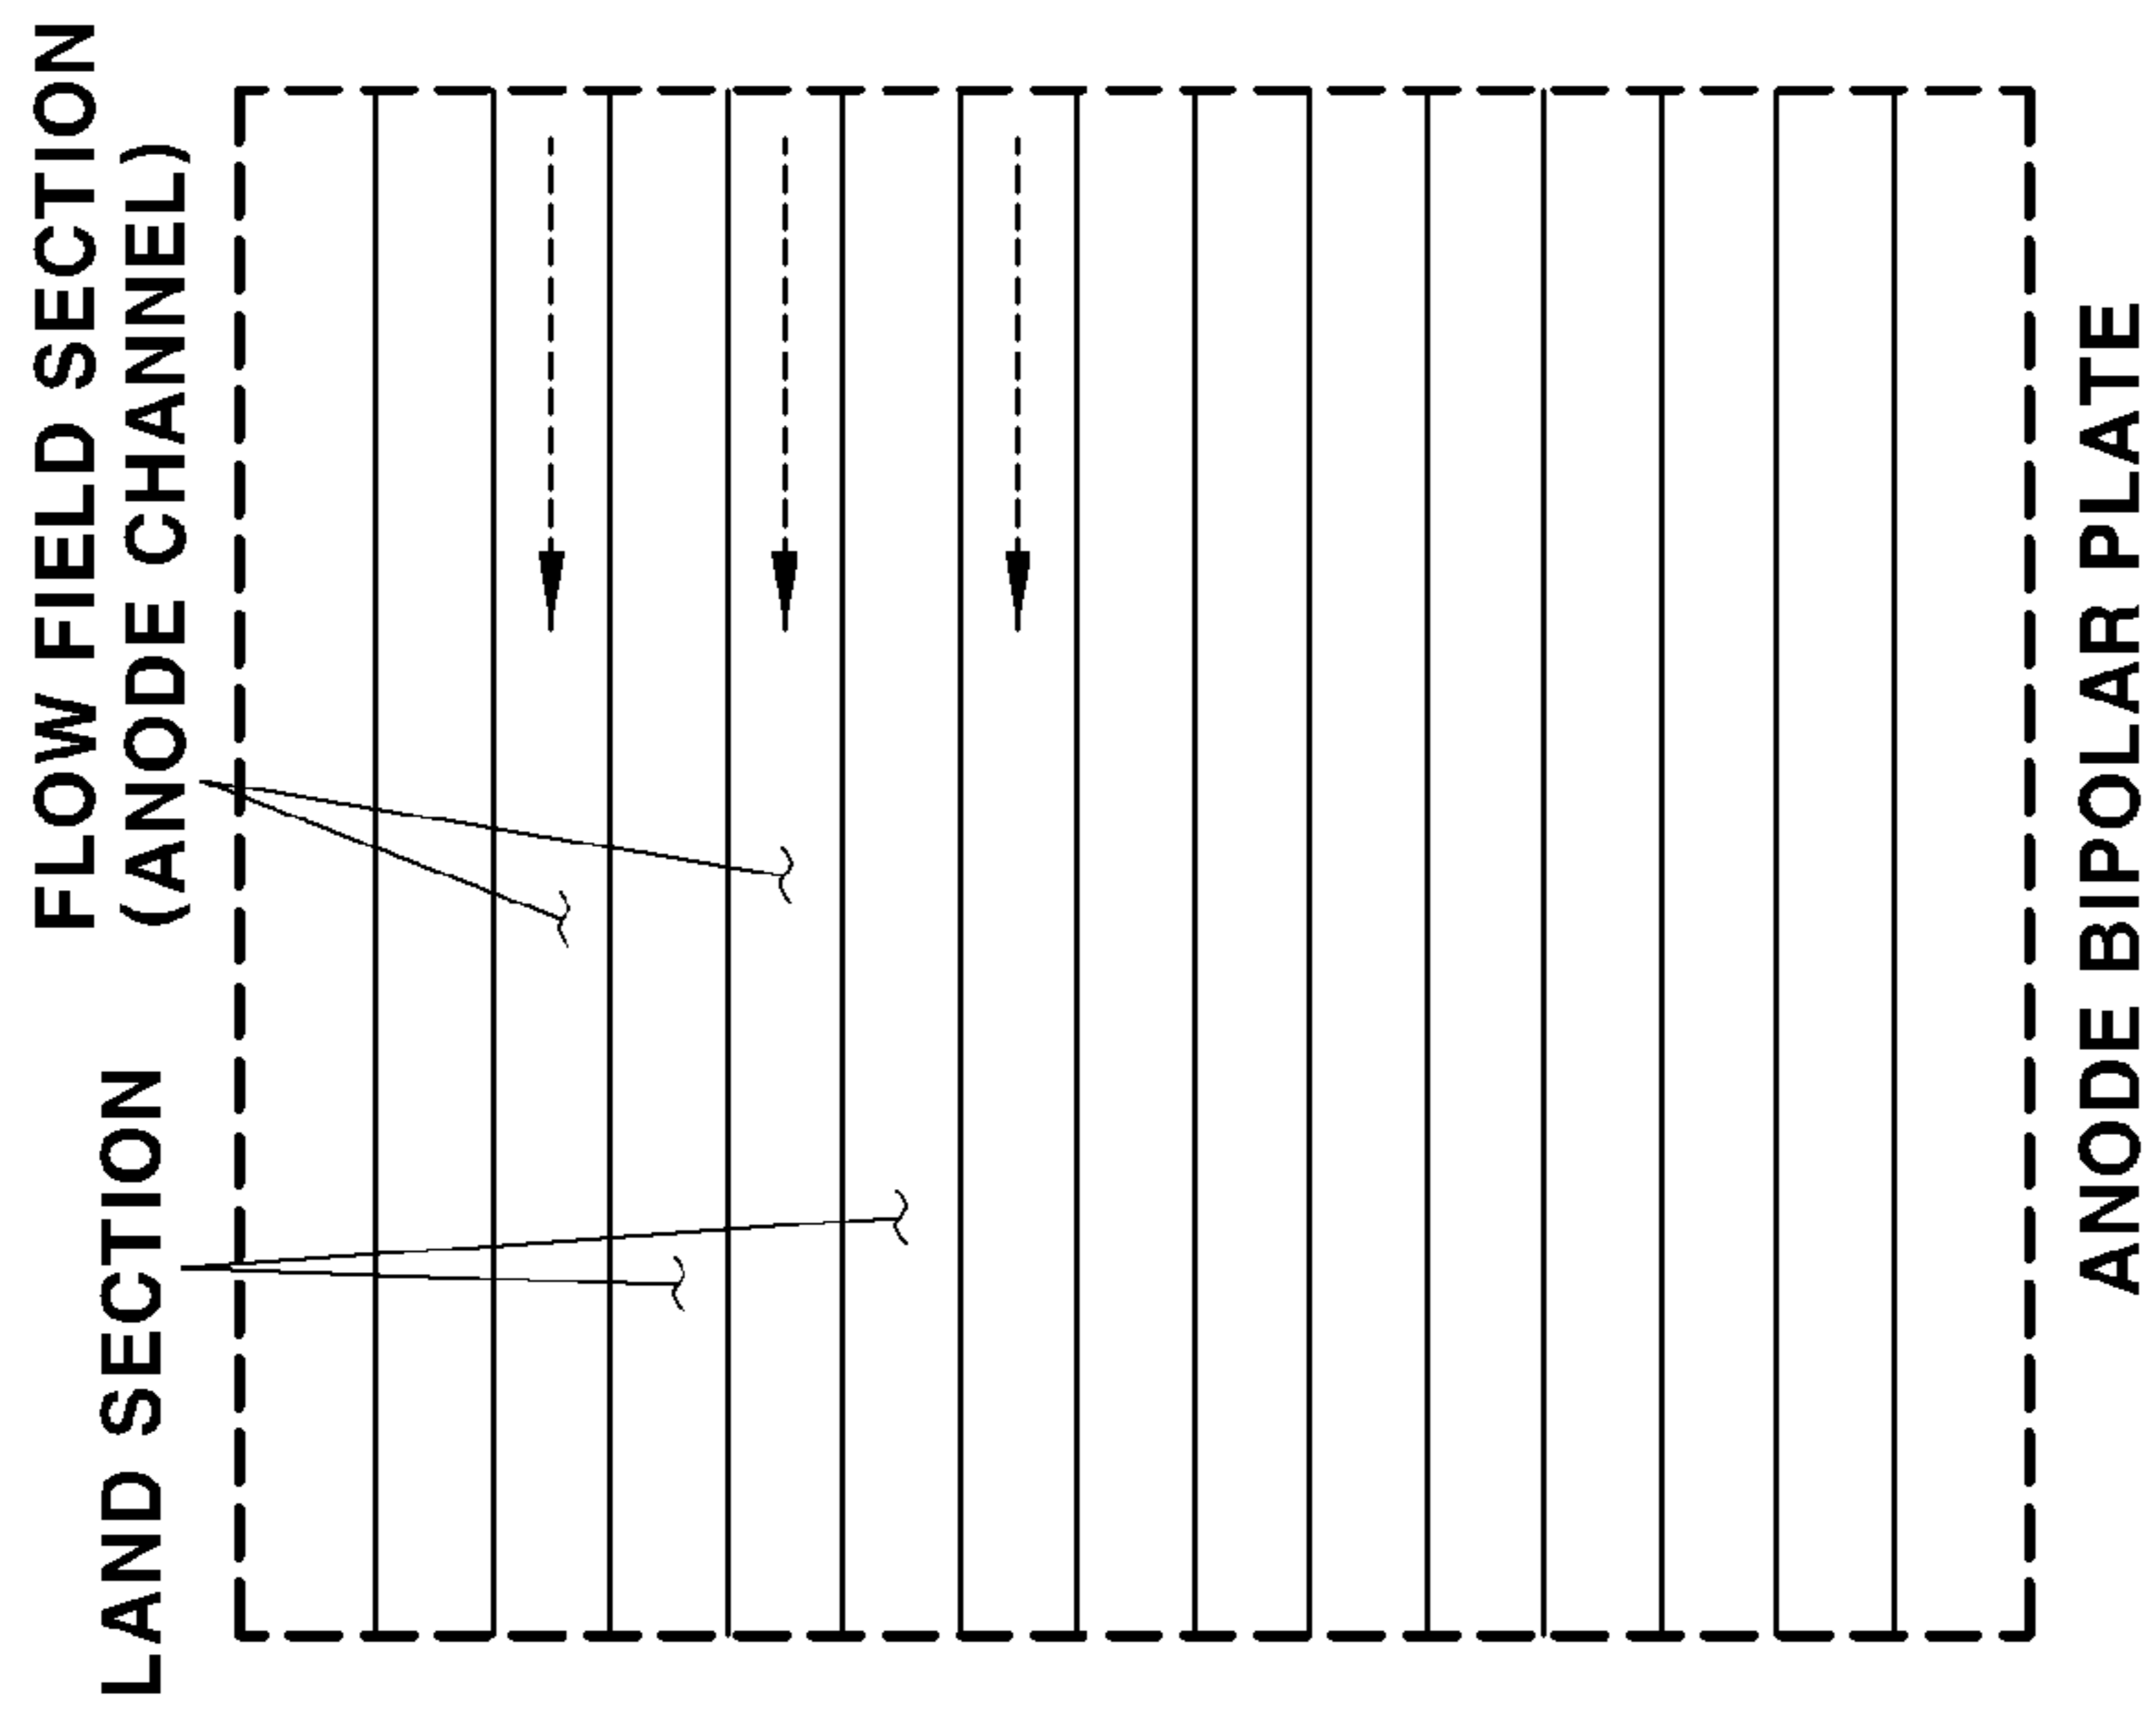 FLOW FIELD SECTION
(ANODE CHANNEL)
LAND SECTION
ANODE BIPOLAR PLATE